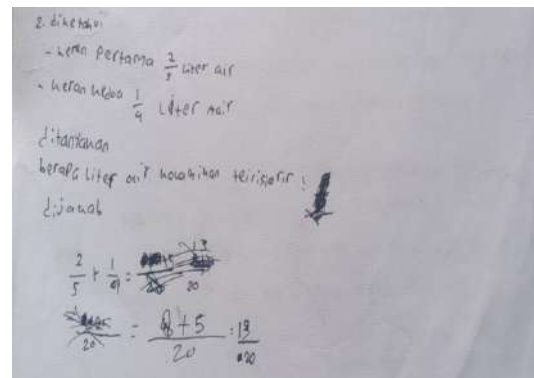 2. diketahui
- keran Pertama 2/5 Liter air
- keran kedua 1/4 Liter air
ditanyakan
berapa Liter air kolam ikan terisi
dijawab
2/5 + 1/4 = 20
20 = 8+5/20 = 13/20